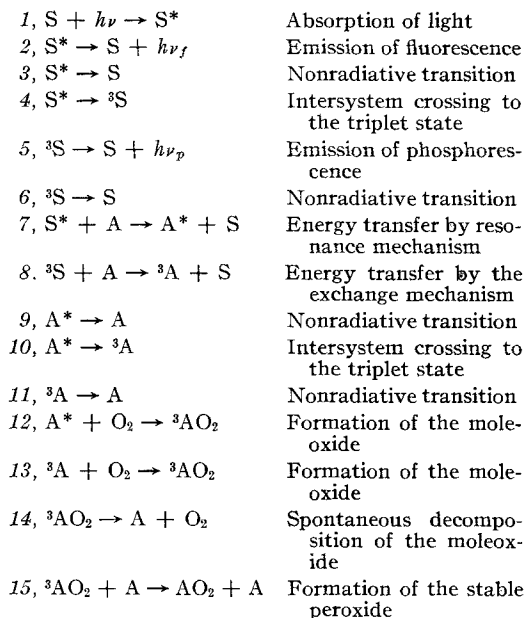 1, S + hν → S* Absorption of light
2, S* → S + hνf Emission of fluorescence
3, S* → S Nonradiative transition
4, S* → ³S Intersystem crossing to
the triplet state
5, ³S → S + hνp Emission of phosphores-
cence
6, ³S → S Nonradiative transition
7, S* + A → A* + S Energy transfer by reso-
nance mechanism
8. ³S + A → ³A + S Energy transfer by the
exchange mechanism
9, A* → A Nonradiative transition
10, A* → ³A Intersystem crossing to
the triplet state
11, ³A → A Nonradiative transition
12, A* + O₂ → ³AO₂ Formation of the mole-
oxide
13, ³A + O₂ → ³AO₂ Formation of the mole-
oxide
14, ³AO₂ → A + O₂ Spontaneous decompo-
sition of the moleox-
ide
15, ³AO₂ + A → AO₂ + A Formation of the stable
peroxide